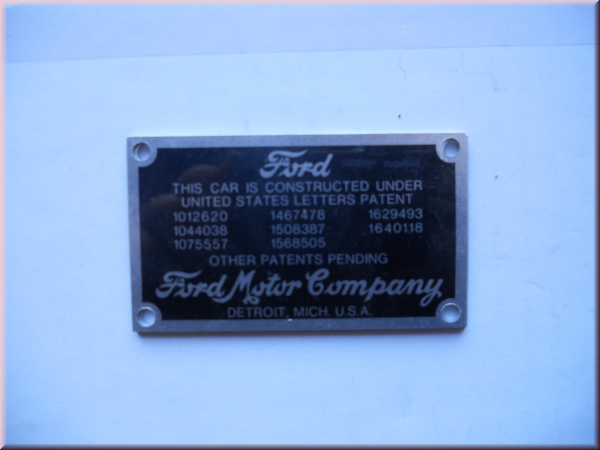 Ford
THIS CAR IS CONSTRUCTED UNDER
UNITED STATES LETTERS PATENT
1012620 1467478 1629493
1044038 1508387 1640118
1075557 1568505
OTHER PATENTS PENDING
Ford Motor Company
DETROIT, MICH. U.S.A.